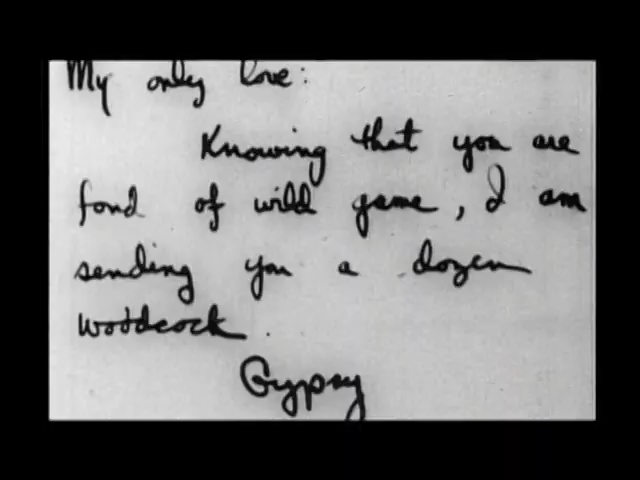 My only love:
Knowing that you are
fond of wild game, I am
sending you a dozen
woodcock.
Gypsy